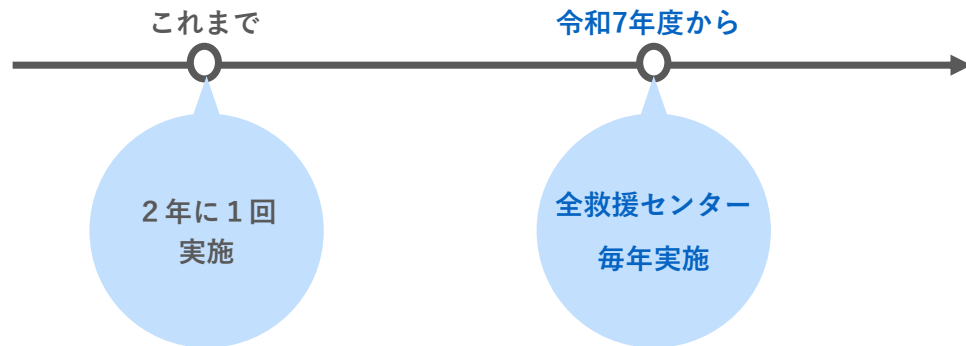 これまで
令和7年度から
２年に１回
実施
全救援センター
毎年実施